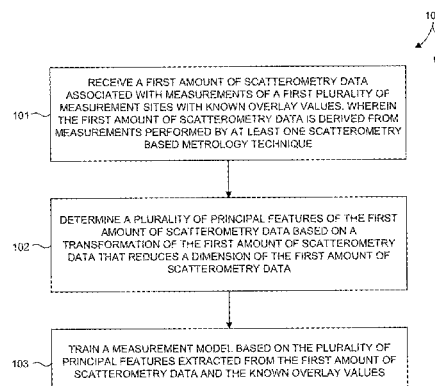 10
RECEIVE A FIRST AMOUNT OF SCATTEROMETRY DATA
ASSOCIATED WITH MEASUREMENTS OF A FIRST PLURALITY OF
MEASUREMENT SITES WITH KNOWN OVERLAY VALUES, WHEREIN
THE FIRST AMOUNT OF SCATTEROMETRY DATA IS DERIVED FROM
MEASUREMENTS PERFORMED BY AT LEAST ONE SCATTEROMETRY
BASED METROLOGY TECHNIQUE
101
DETERMINE A PLURALITY OF PRINCIPAL FEATURES OF THE FIRST
AMOUNT OF SCATTEROMETRY DATA BASED ON A
TRANSFORMATION OF THE FIRST AMOUNT OF SCATTEROMETRY
DATA THAT REDUCES A DIMENSION OF THE FIRST AMOUNT OF
SCATTEROMETRY DATA
102
TRAIN A MEASUREMENT MODEL BASED ON THE PLURALITY OF
PRINCIPAL FEATURES EXTRACTED FROM THE FIRST AMOUNT OF
SCATTEROMETRY DATA AND THE KNOWN OVERLAY VALUES
103